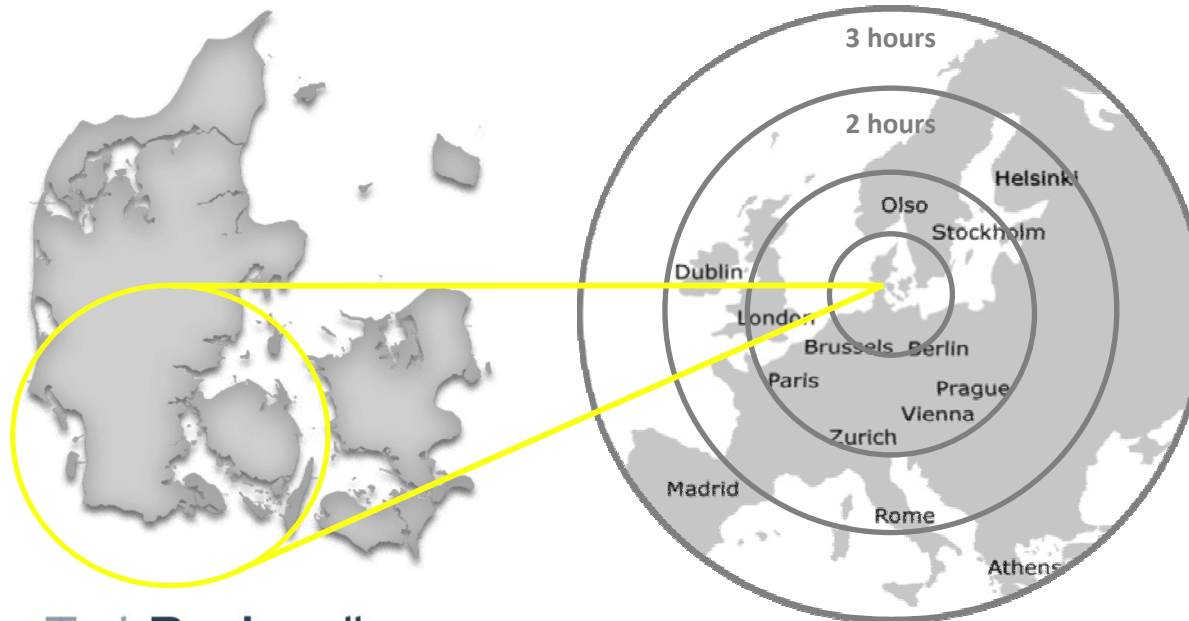 3 hours
2 hours
Helsinki
Olso
Stockholm
Dublin
London
Brussels
Berlin
Paris
Prague
Vienna
Zurich
Madrid
Rome
Athens